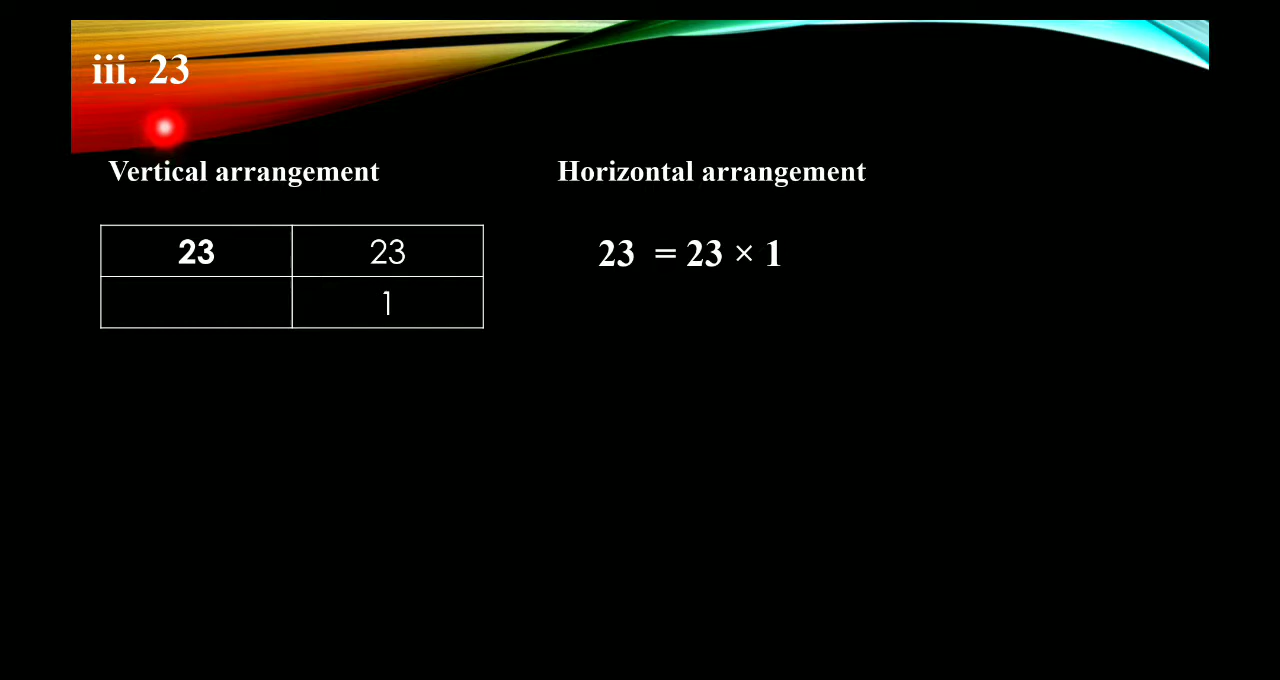 iii. 23
Vertical arrangement
Horizontal arrangement
23 23
1
23 = 23 × 1